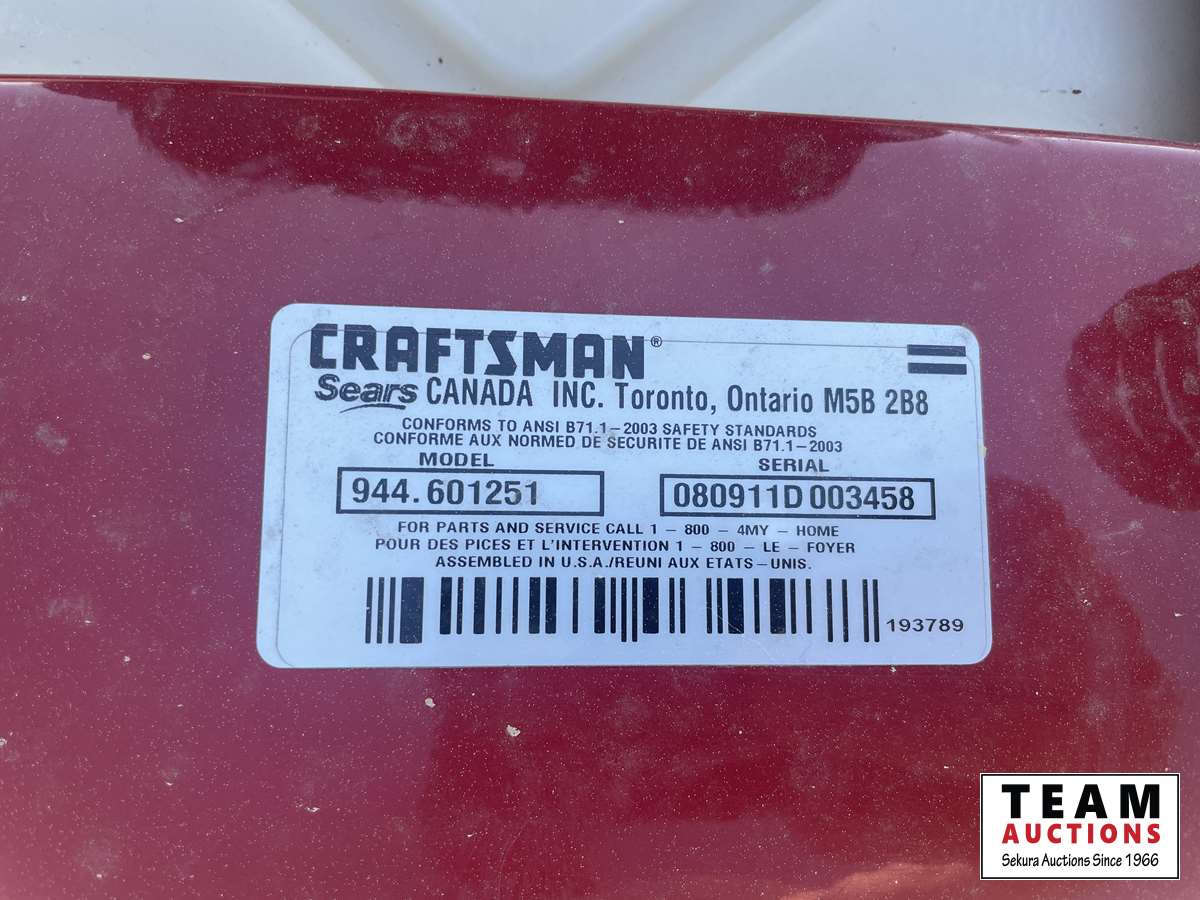 CRAFTSMAN®
Sears CANADA INC. Toronto, Ontario M5B 2B8
CONFORMS TO ANSI B71.1-2003 SAFETY STANDARDS
CONFORME AUX NORMED DE SECURITE DE ANSI B71.1-2003
MODEL SERIAL
944.601251 080911D 003458
FOR PARTS AND SERVICE CALL 1 - 800 - 4MY - HOME
POUR DES PICES ET L'INTERVENTION 1 - 800 - LE - FOYER
ASSEMBLED IN U.S.A./REUNI AUX ETATS-UNIS.
193789
TEAM
AUCTIONS
Sekura Auctions Since 1966